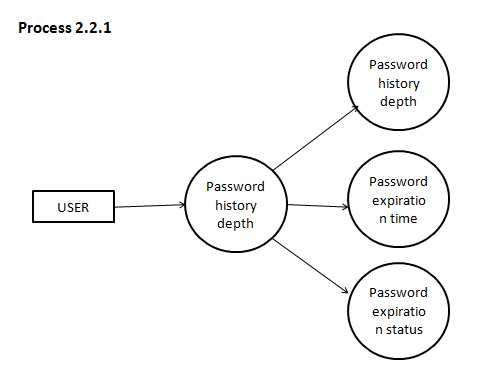 Process 2.2.1
Password
history
depth
Password
history
depth
USER
Password
expiratio
n time
Password
expiratio
n status